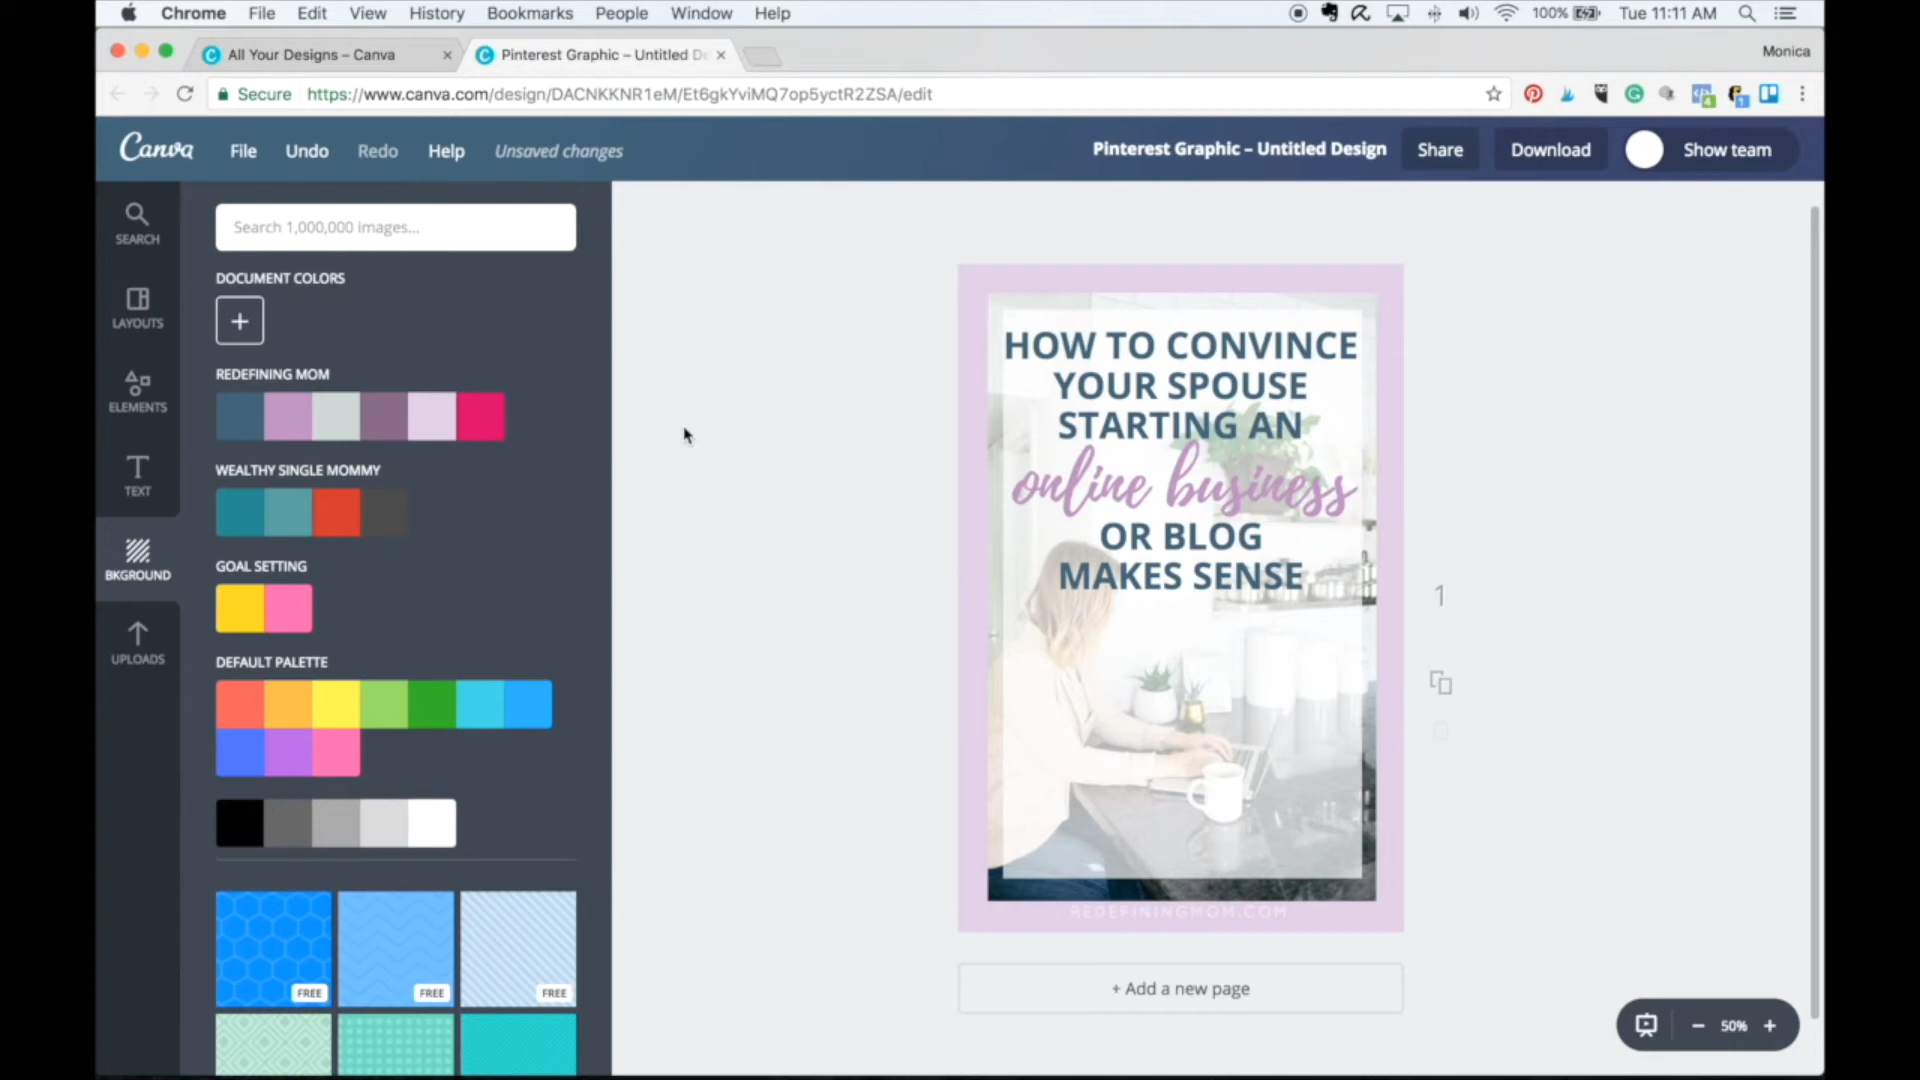 Chrome File Edit View History Bookmarks People Window Help
100% Tue 11:11 AM
All Your Designs – Canva
Pinterest Graphic – Untitled De
Monica
Secure https://www.canva.com/design/DACNKKNR1eM/Et6gkYviMQ7op5yctR2ZSA/edit
4
1
Canva File Undo Redo Help Unsaved changes
Pinterest Graphic – Untitled Design Share Download Show team
SEARCH
LAYOUTS
ELEMENTS
TEXT
BKGROUND
UPLOADS
Search 1,000,000 images...
DOCUMENT COLORS
+
REDEFINING MOM
WEALTHY SINGLE MOMMY
GOAL SETTING
DEFAULT PALETTE
FREE FREE FREE
HOW TO CONVINCE
YOUR SPOUSE
STARTING AN
online business
OR BLOG
MAKES SENSE
REDEFININGMOM.COM
1
+ Add a new page
− 50% +